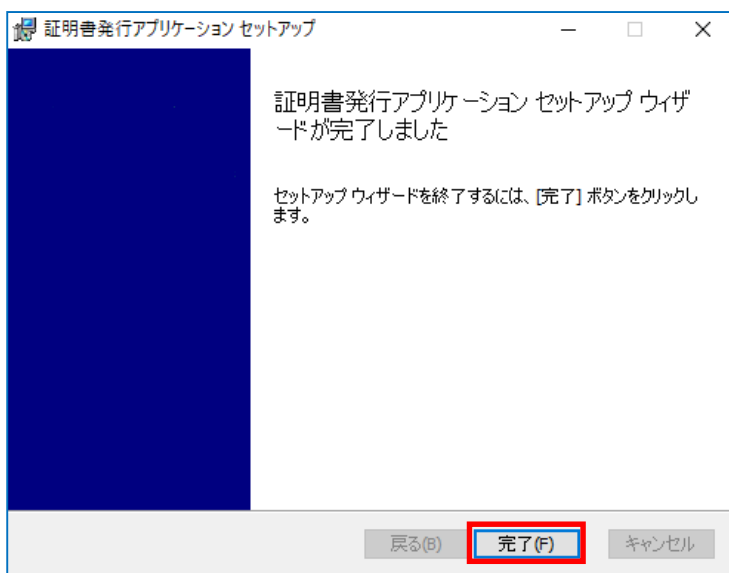 証明書発行アプリケーション セットアップ
証明書発行アプリケーション セットアップ ウィザ
ードが完了しました
セットアップ ウィザードを終了するには、[完了] ボタンをクリックし
ます。
戻る(B) 完了(F) キャンセル